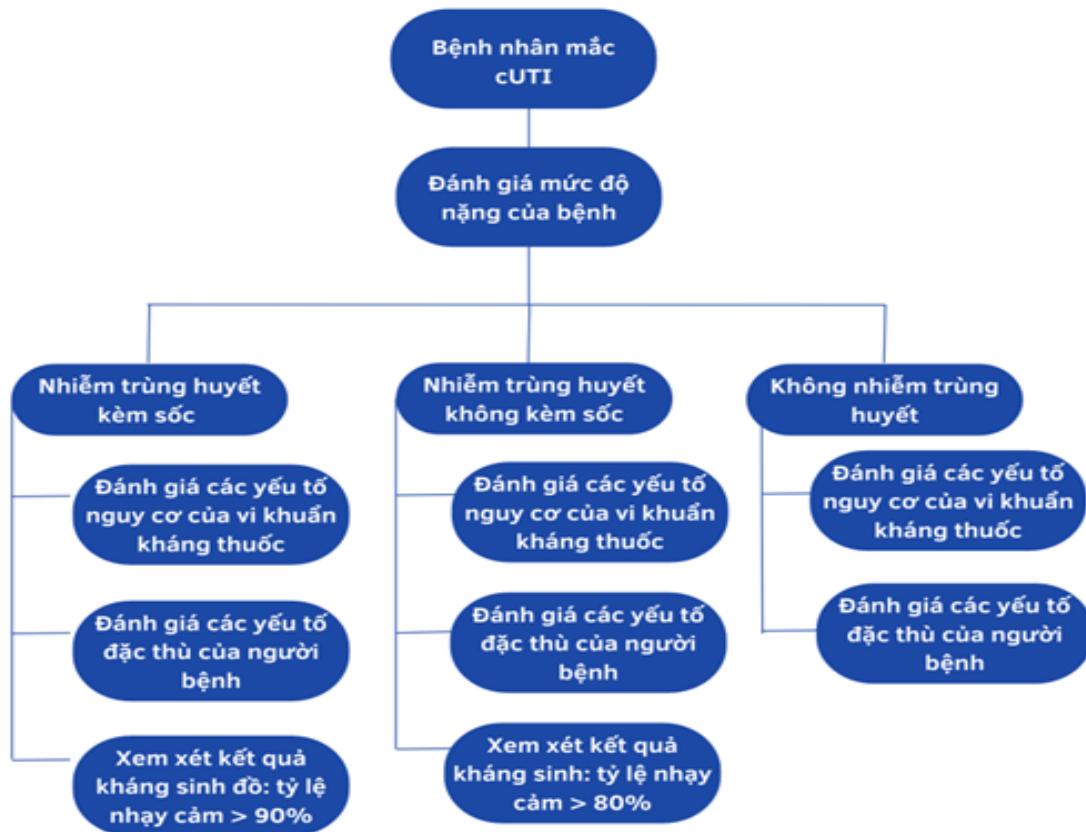 Bệnh nhân mắc
cUTI
Đánh giá mức độ
nặng của bệnh
Nhiễm trùng huyết
kèm sốc
Đánh giá các yếu tố
nguy cơ của vi khuẩn
kháng thuốc
Đánh giá các yếu tố
đặc thù của người
bệnh
Xem xét kết quả
kháng sinh đồ: tỷ lệ
nhạy cảm > 90%
Nhiễm trùng huyết
không kèm sốc
Đánh giá các yếu tố
nguy cơ của vi khuẩn
kháng thuốc
Đánh giá các yếu tố
đặc thù của người
bệnh
Xem xét kết quả
kháng sinh: tỷ lệ nhạy
cảm > 80%
Không nhiễm trùng
huyết
Đánh giá các yếu tố
nguy cơ của vi khuẩn
kháng thuốc
Đánh giá các yếu tố
đặc thù của người
bệnh